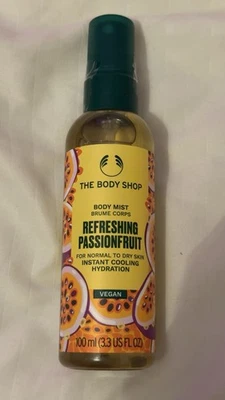 THE BODY SHOP
BODY MIST
BRUME CORPS
REFRESHING
PASSIONFRUIT
FOR NORMAL TO DRY SKIN
INSTANT COOLING
HYDRATION
VEGAN
100 ml (3.3 US FL OZ)